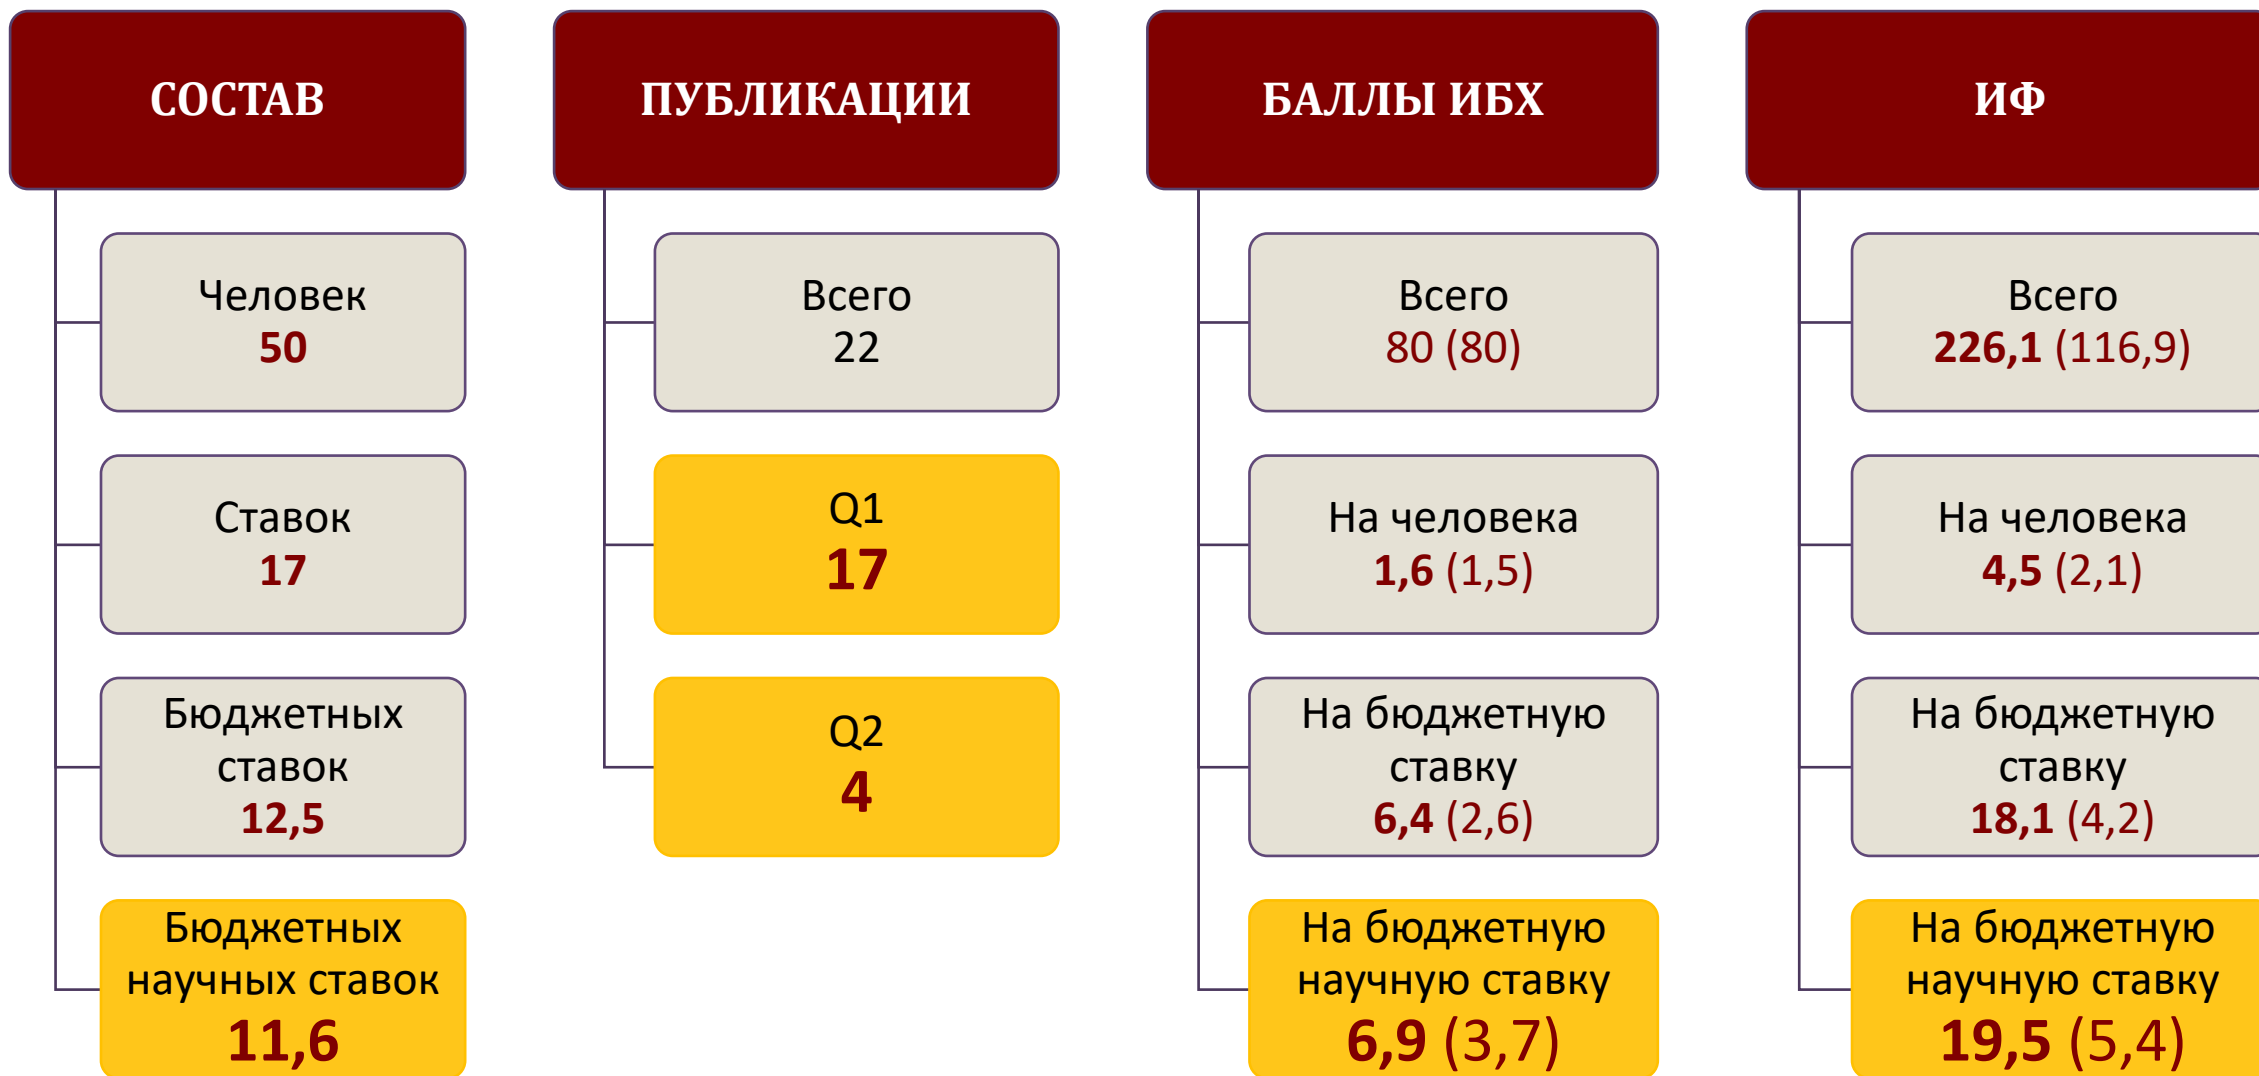 СОСТАВ
Человек
50
Ставок
17
Бюджетных
ставок
12,5
Бюджетных
научных ставок
11,6
ПУБЛИКАЦИИ
Всего
22
Q1
17
Q2
4
БАЛЛЫ ИБХ
Всего
80 (80)
На человека
1,6 (1,5)
На бюджетную
ставку
6,4 (2,6)
На бюджетную
научную ставку
6,9 (3,7)
ИФ
Всего
226,1 (116,9)
На человека
4,5 (2,1)
На бюджетную
ставку
18,1 (4,2)
На бюджетную
научную ставку
19,5 (5,4)